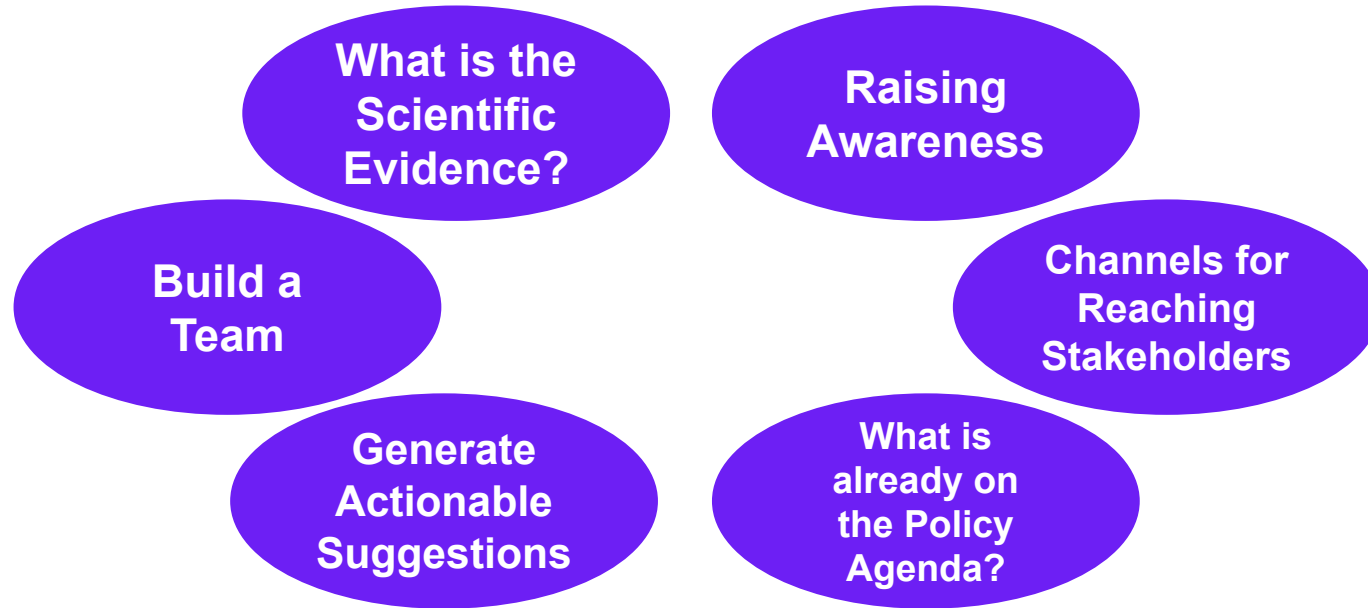 What is the
Scientific
Evidence?
Raising
Awareness
Build a
Team
Channels for
Reaching
Stakeholders
Generate
Actionable
Suggestions
What is
already on
the Policy
Agenda?